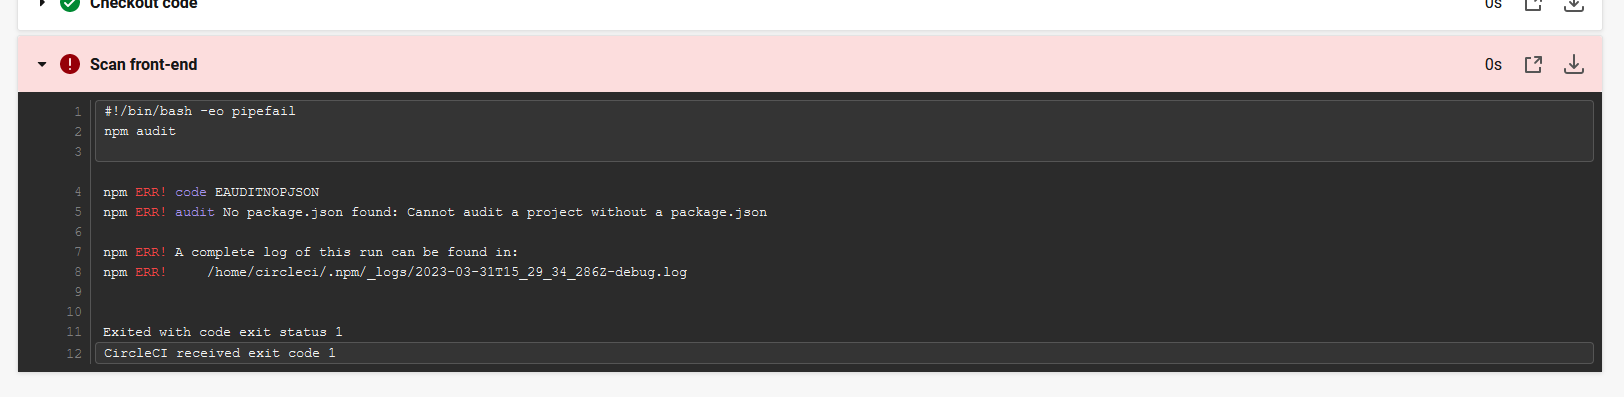 Checkout code 0s
Scan front-end 0s
1 #!/bin/bash -eo pipefail
2 npm audit
3
4 npm ERR! code EAUDITNOPJSON
5 npm ERR! audit No package.json found: Cannot audit a project without a package.json
6
7 npm ERR! A complete log of this run can be found in:
8 npm ERR!     /home/circleci/.npm/_logs/2023-03-31T15_29_34_286Z-debug.log
9
10
11 Exited with code exit status 1
12 CircleCI received exit code 1